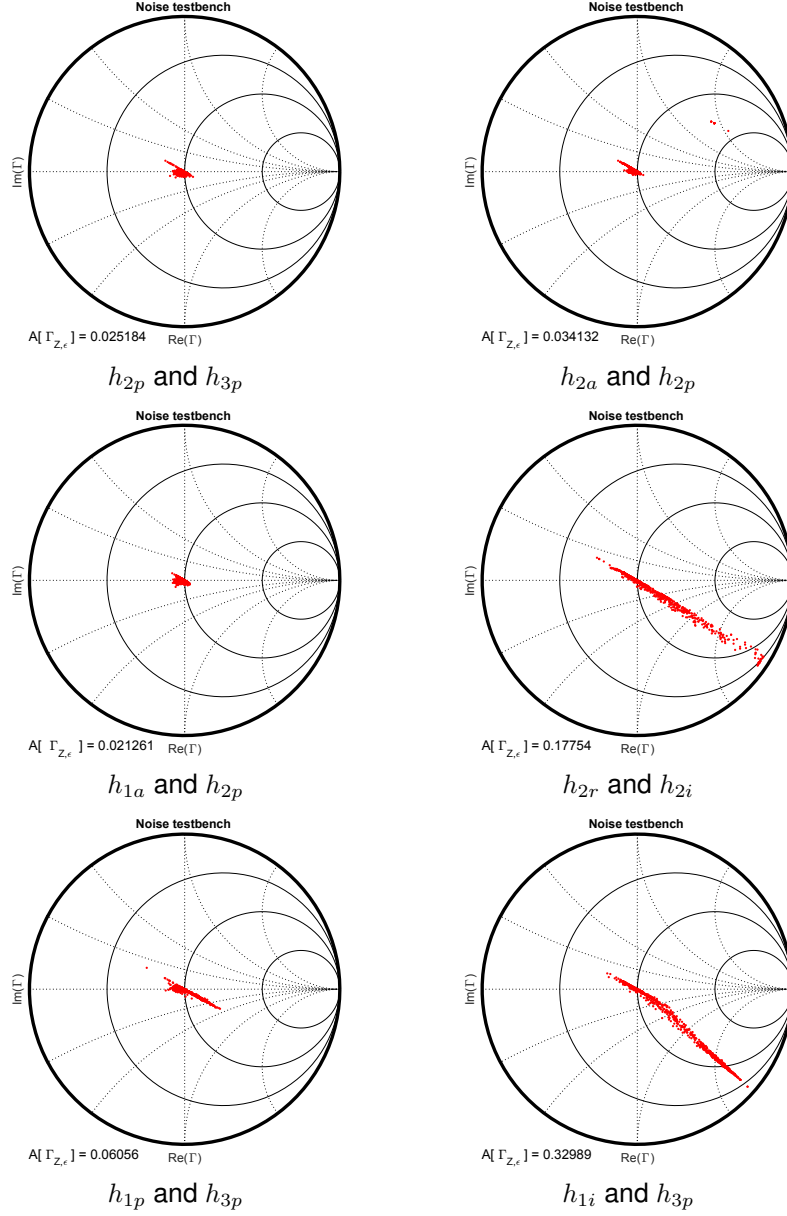 Noise testbench
Im(Γ)
A[ Γ_{Z,ϵ} ] = 0.025184
Re(Γ)
h_{2p} and h_{3p}
Noise testbench
Im(Γ)
A[ Γ_{Z,ϵ} ] = 0.034132
Re(Γ)
h_{2a} and h_{2p}
Noise testbench
Im(Γ)
A[ Γ_{Z,ϵ} ] = 0.021261
Re(Γ)
h_{1a} and h_{2p}
Noise testbench
Im(Γ)
A[ Γ_{Z,ϵ} ] = 0.17754
Re(Γ)
h_{2r} and h_{2i}
Noise testbench
Im(Γ)
A[ Γ_{Z,ϵ} ] = 0.06056
Re(Γ)
h_{1p} and h_{3p}
Noise testbench
Im(Γ)
A[ Γ_{Z,ϵ} ] = 0.32989
Re(Γ)
h_{1i} and h_{3p}